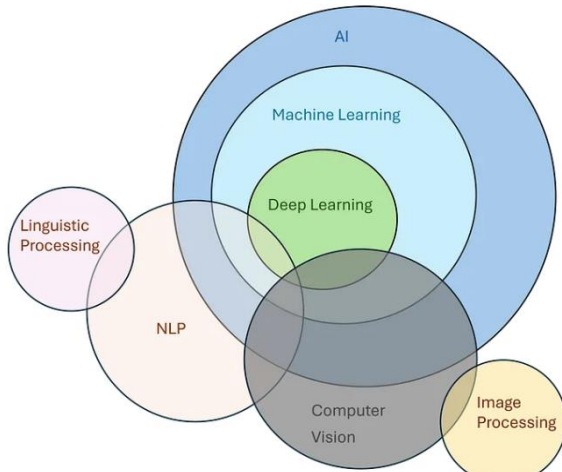 AI
Machine Learning
Deep Learning
Linguistic
Processing
NLP
Computer
Vision
Image
Processing